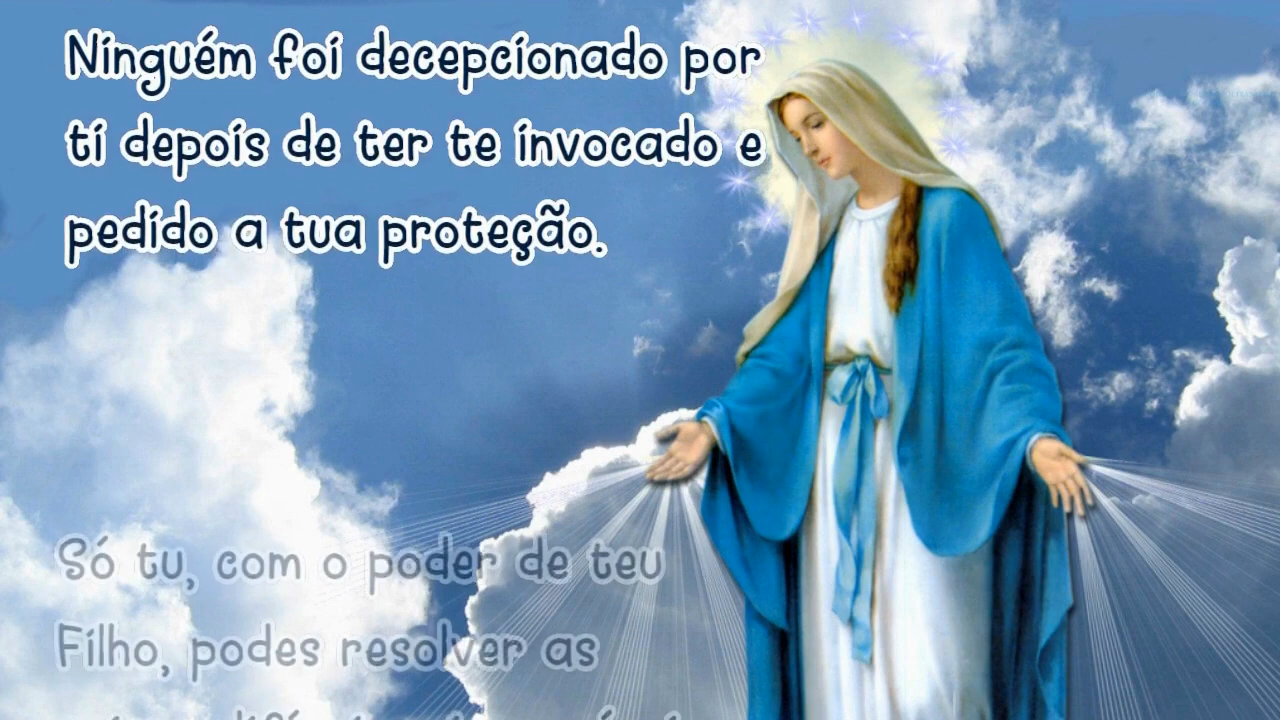 Ninguém foi decepcionado por
ti depois de ter te invocado e
pedido a tua proteção.
Só tu, com o poder de teu
Filho, podes resolver as